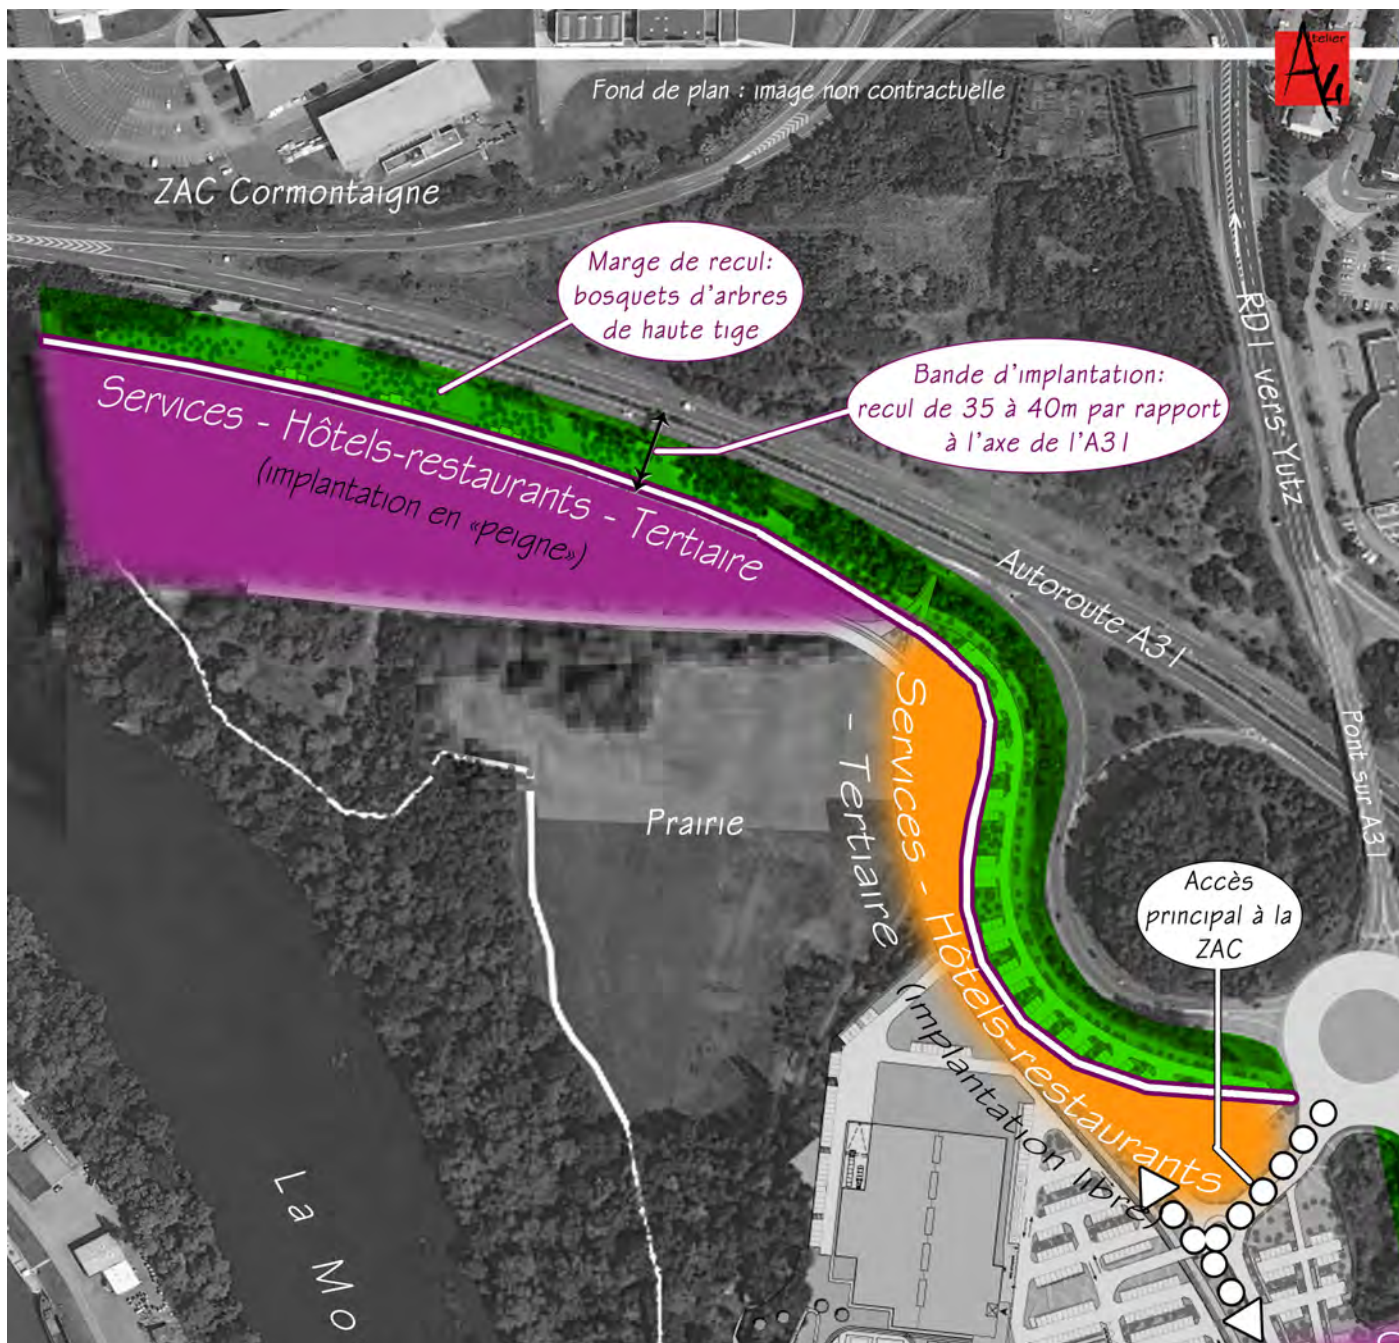 Atelier
AV
Fond de plan : image non contractuelle
ZAC Cormontaigne
Marge de recul:
bosquets d'arbres
de haute tige
Bande d'implantation:
recul de 35 à 40m par rapport
à l'axe de l'A31
RD1 vers Yutz
Services - Hôtels-restaurants - Tertiaire
(implantation en «peigne»)
Autoroute A31
Pont sur A31
Services - Hôtels-restaurants
- Tertiaire
(implantation libre)
Prairie
Accès
principal à la
ZAC
La Mo